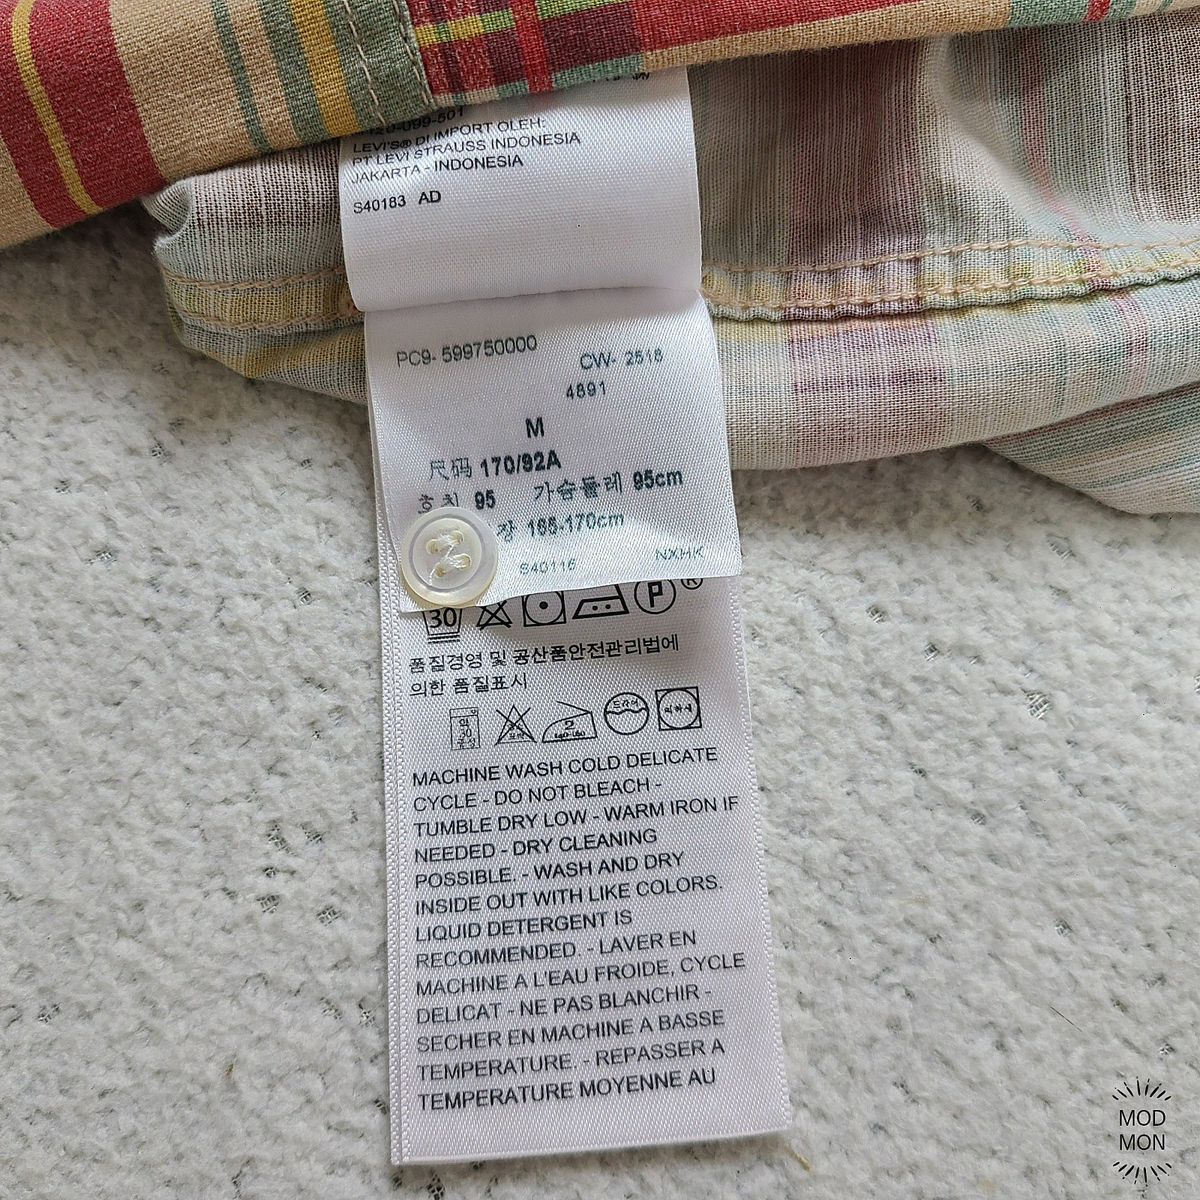 LEVI'S® DI IMPORT OLEH:
PT LEVI STRAUSS INDONESIA
JAKARTA - INDONESIA
S40183 AD
PC9- 599750000
CW- 2518
4891
M
尺码 170/92A
호칭 95 가슴둘레 95cm
장 165-170cm
S40116 NXHK
30
P
품질경영 및 공산품안전관리법에
의한 품질표시
MACHINE WASH COLD DELICATE
CYCLE - DO NOT BLEACH -
TUMBLE DRY LOW - WARM IRON IF
NEEDED - DRY CLEANING
POSSIBLE. - WASH AND DRY
INSIDE OUT WITH LIKE COLORS.
LIQUID DETERGENT IS
RECOMMENDED. - LAVER EN
MACHINE A L'EAU FROIDE, CYCLE
DELICAT - NE PAS BLANCHIR -
SECHER EN MACHINE A BASSE
TEMPERATURE. - REPASSER A
TEMPERATURE MOYENNE AU
MOD
MON